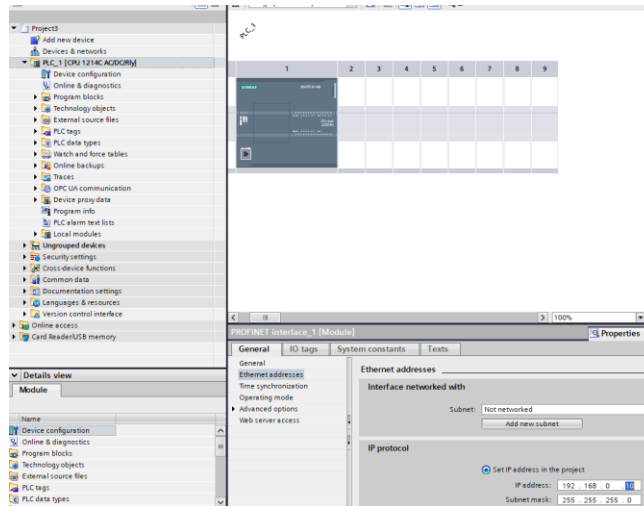 Project3
Add new device
Devices & networks
PLC_1 [CPU 1214C AC/DC/Rly]
Device configuration
Online & diagnostics
Program blocks
Technology objects
External source files
PLC tags
PLC data types
Watch and force tables
Online backups
Traces
OPC UA communication
Device proxy data
Program info
PLC alarm text lists
Local modules
Ungrouped devices
Security settings
Cross-device functions
Common data
Documentation settings
Languages & resources
Version control interface
Online access
Card Reader/USB memory
Details view
Module
Name
Device configuration
Online & diagnostics
Program blocks
Technology objects
External source files
PLC tags
PLC data types
PLC_1
1 2 3 4 5 6 7 8 9
SIEMENS
100%
PROFINET interface_1 [Module]
Properties
General IO tags System constants Texts
General
Ethernet addresses
Time synchronization
Operating mode
Advanced options
Web server access
Ethernet addresses
Interface networked with
Subnet: Not networked
Add new subnet
IP protocol
Set IP address in the project
IP address: 192 . 168 . 0 . 10
Subnet mask: 255 . 255 . 255 . 0